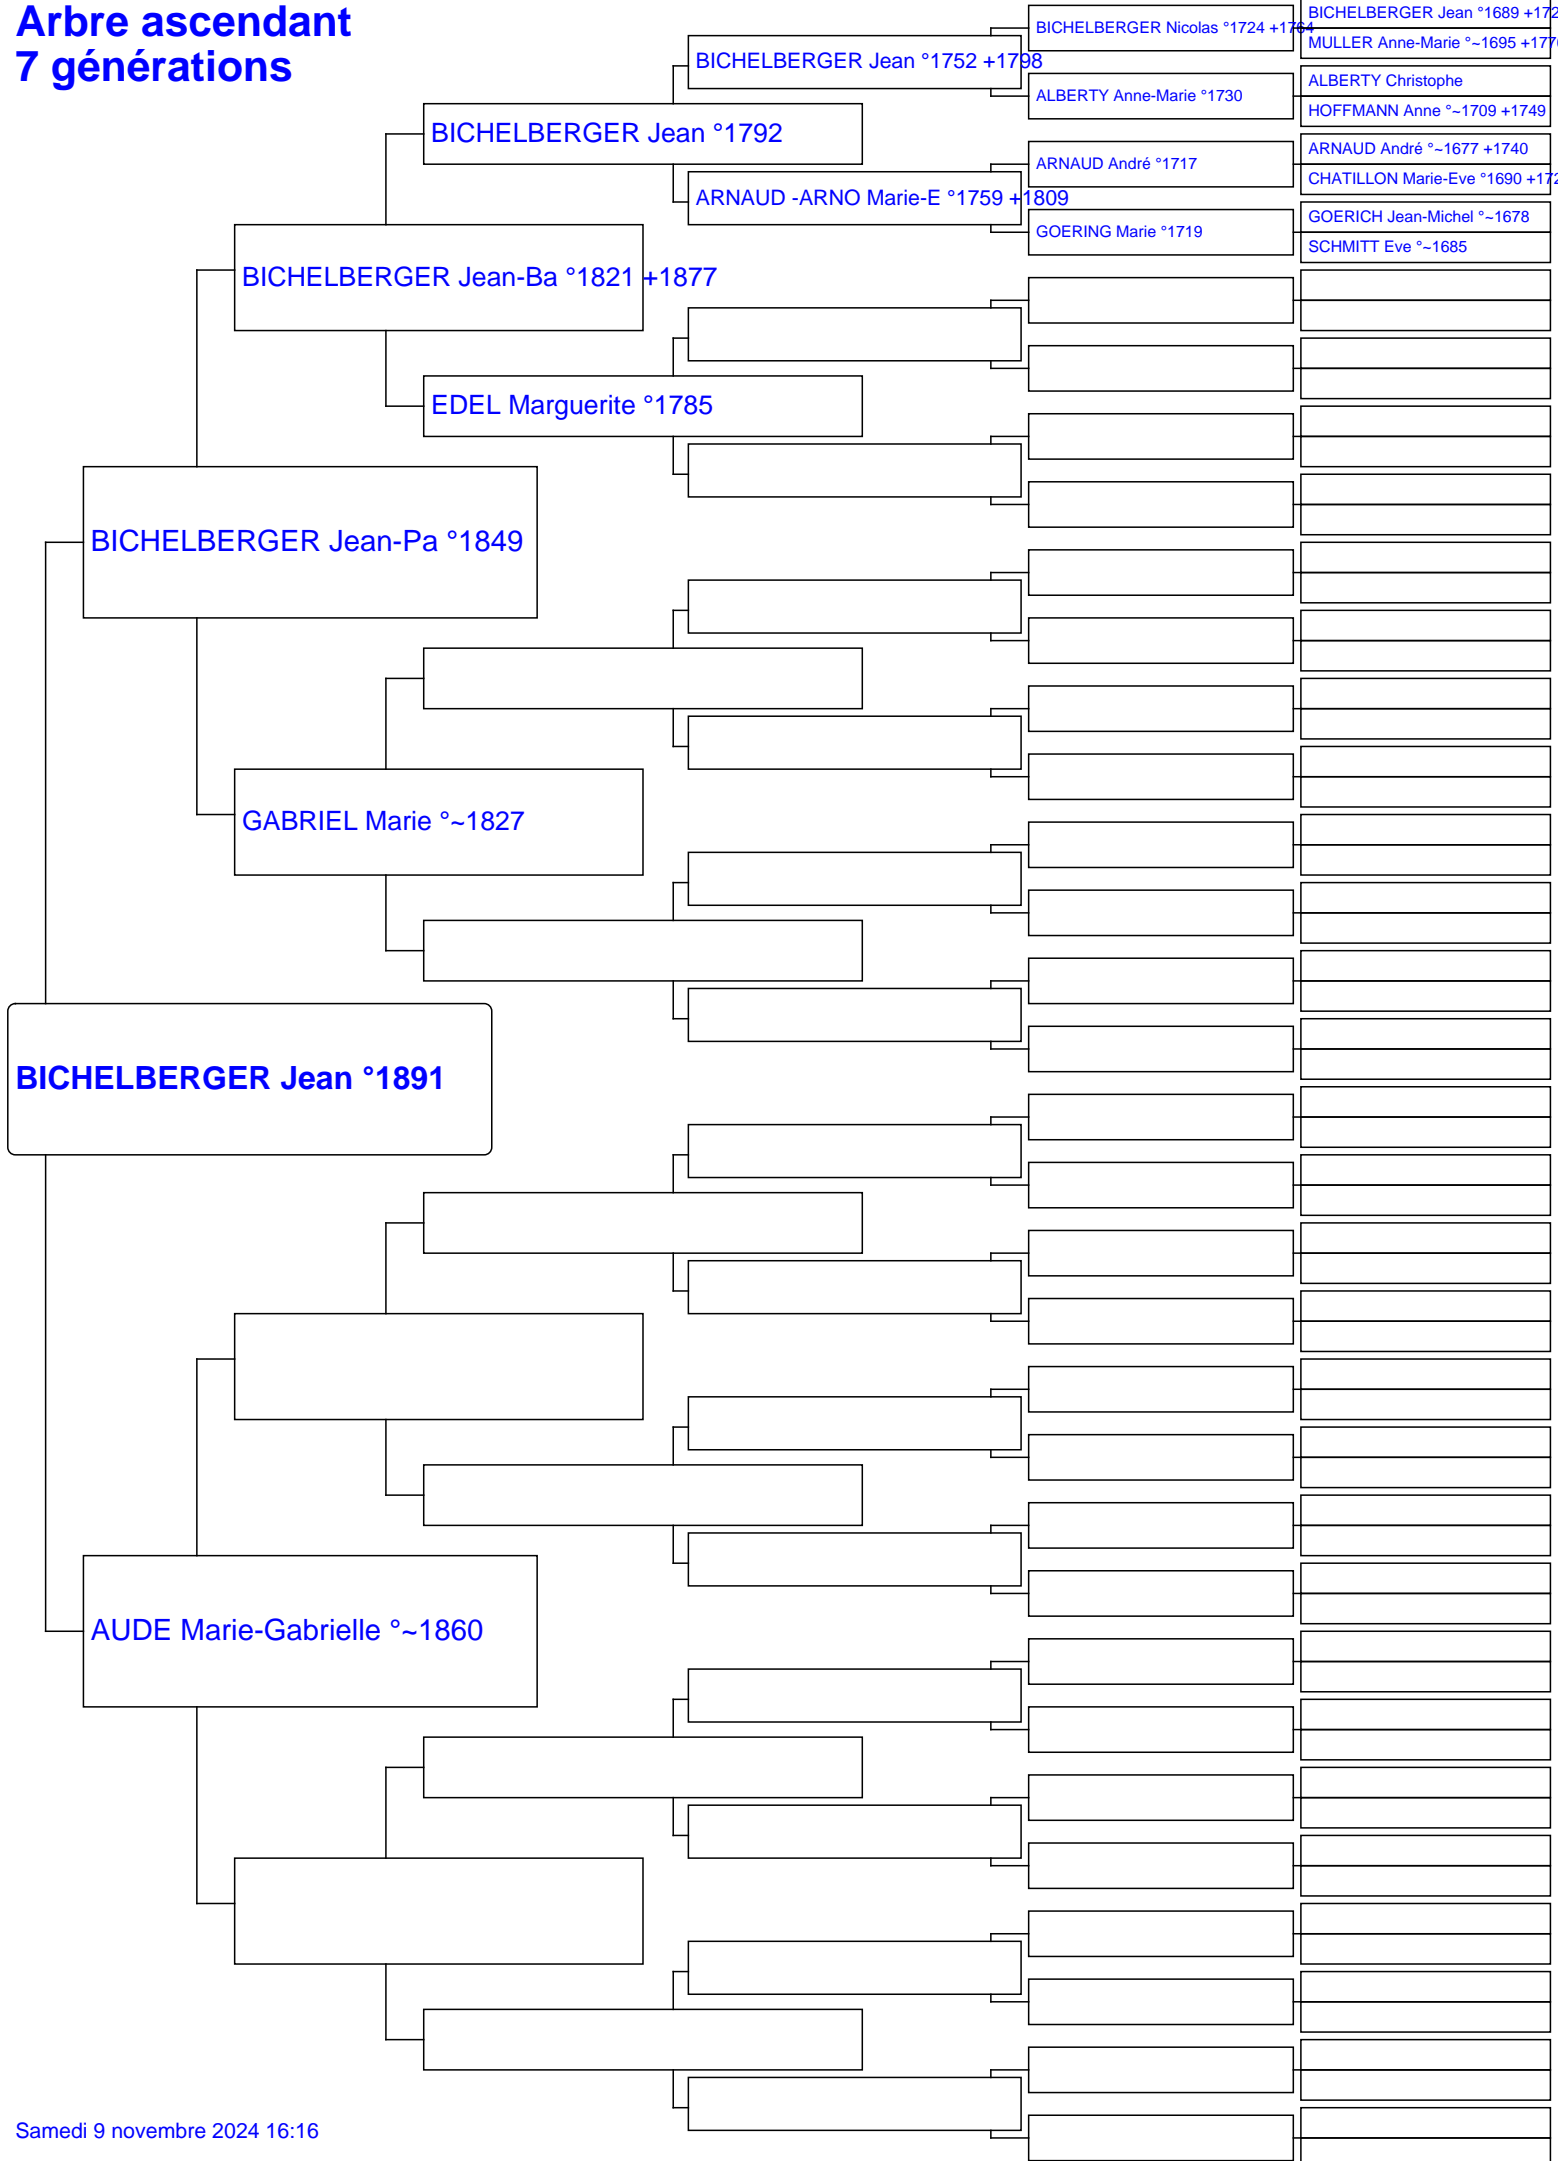 Arbre ascendant
7 générations
BICHELBERGER Jean °1689 +172
BICHELBERGER Nicolas °1724 +1764
MULLER Anne-Marie °~1695 +177
BICHELBERGER Jean °1752 +1798
ALBERTY Christophe
ALBERTY Anne-Marie °1730
HOFFMANN Anne °~1709 +1749
BICHELBERGER Jean °1792
ARNAUD André °~1677 +1740
ARNAUD André °1717
CHATILLON Marie-Eve °1690 +172
ARNAUD -ARNO Marie-E °1759 +1809
GOERICH Jean-Michel °~1678
GOERING Marie °1719
SCHMITT Eve °~1685
BICHELBERGER Jean-Ba °1821 +1877
EDEL Marguerite °1785
BICHELBERGER Jean-Pa °1849
GABRIEL Marie °~1827
BICHELBERGER Jean °1891
AUDE Marie-Gabrielle °~1860
Samedi 9 novembre 2024 16:16